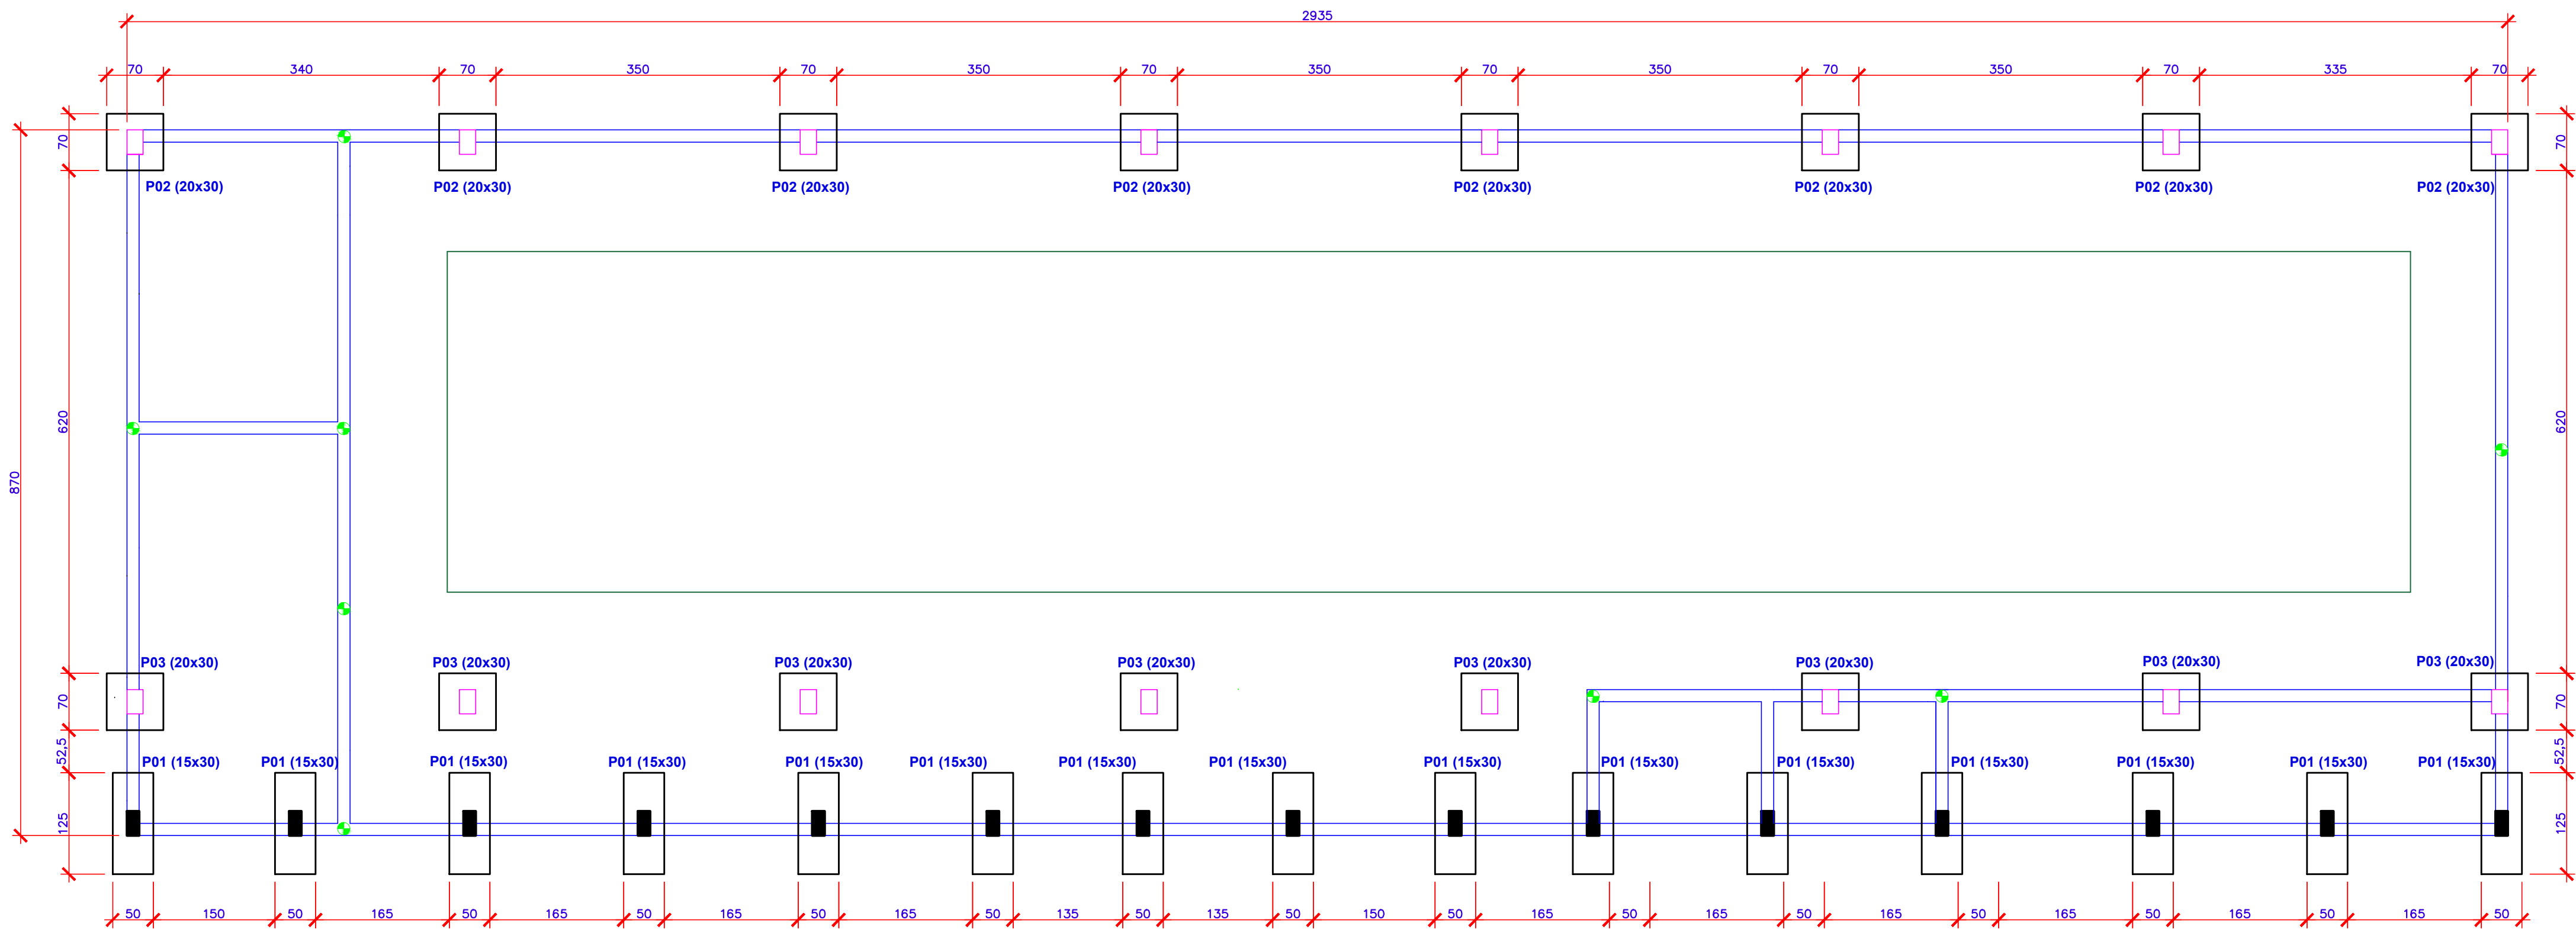 2935
70 340 70 350 70 350 70 350 70 350 70 350 70 335 70
70 70
P02 (20x30) P02 (20x30) P02 (20x30) P02 (20x30) P02 (20x30) P02 (20x30) P02 (20x30) P02 (20x30)
620 620
870
P03 (20x30) P03 (20x30) P03 (20x30) P03 (20x30) P03 (20x30) P03 (20x30) P03 (20x30) P03 (20x30)
70 70
52,5 52,5
P01 (15x30) P01 (15x30) P01 (15x30) P01 (15x30) P01 (15x30) P01 (15x30) P01 (15x30) P01 (15x30) P01 (15x30) P01 (15x30) P01 (15x30) P01 (15x30) P01 (15x30) P01 (15x30) P01 (15x30)
125 125
50 150 50 165 50 165 50 165 50 165 50 135 50 135 50 150 50 165 50 165 50 165 50 165 50 165 50 165 50